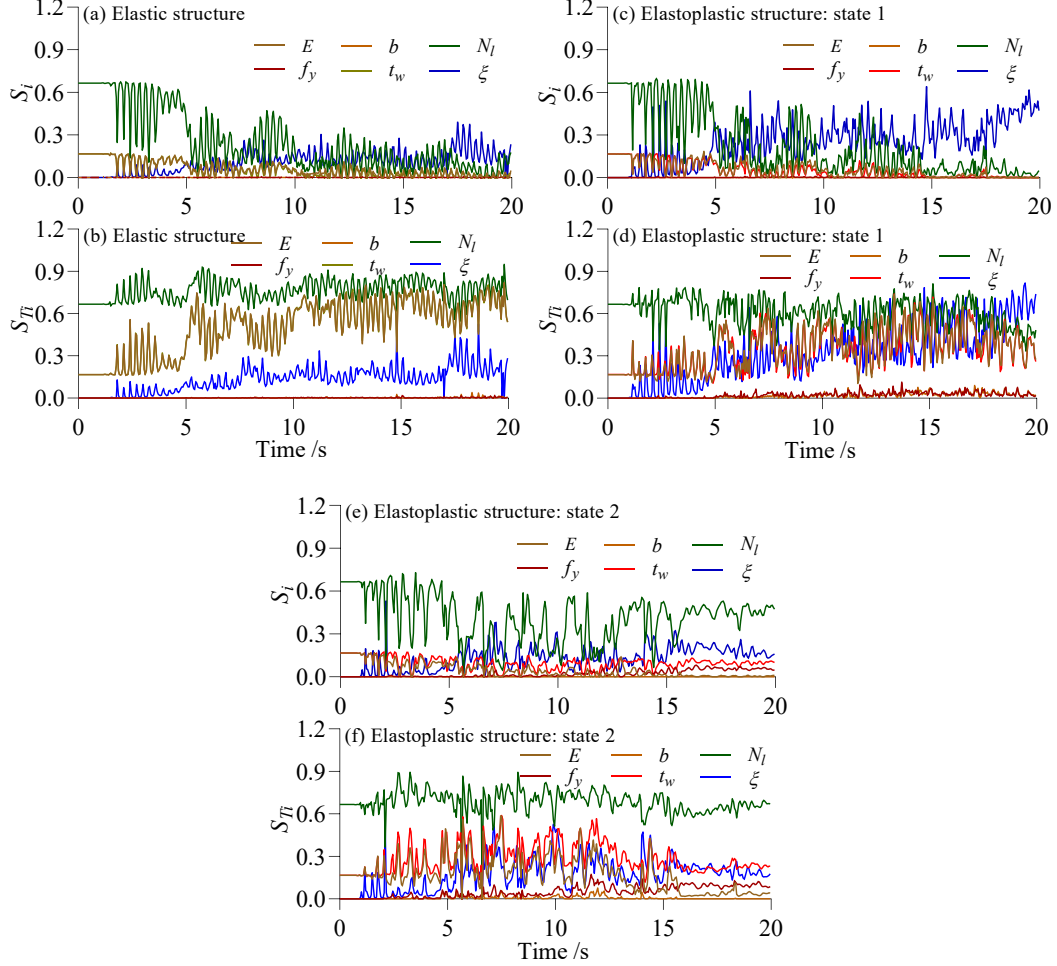 (a) Elastic structure
E b N_l
f_y t_w ξ
S_i
1.2
0.9
0.6
0.3
0.0
0 5 10 15 20
(c) Elastoplastic structure: state 1
E b N_l
f_y t_w ξ
S_i
1.2
0.9
0.6
0.3
0.0
0 5 10 15 20
(b) Elastic structure
E b N_l
f_y t_w ξ
S_Ti
1.2
0.9
0.6
0.3
0.0
0 5 10 15 20
Time /s
(d) Elastoplastic structure: state 1
E b N_l
f_y t_w ξ
S_Ti
1.2
0.9
0.6
0.3
0.0
0 5 10 15 20
Time /s
(e) Elastoplastic structure: state 2
E b N_l
f_y t_w ξ
S_i
1.2
0.9
0.6
0.3
0.0
0 5 10 15 20
(f) Elastoplastic structure: state 2
E b N_l
f_y t_w ξ
S_Ti
1.2
0.9
0.6
0.3
0.0
0 5 10 15 20
Time /s